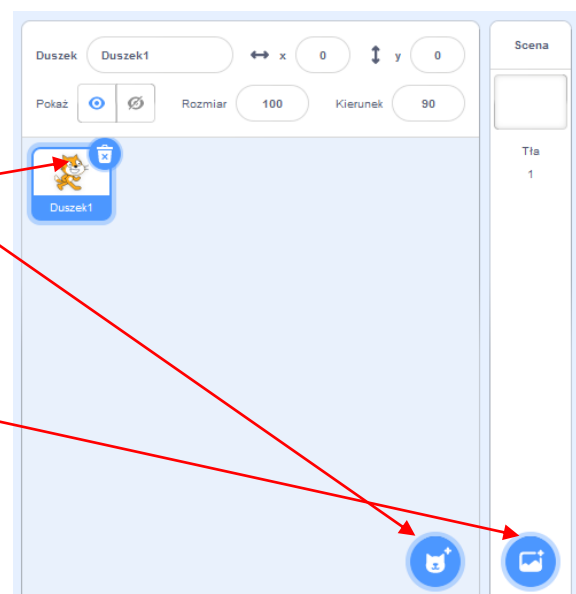 Duszek Duszek1 x 0 y 0
Pokaż Rozmiar 100 Kierunek 90
Duszek1
Scena
Tła
1